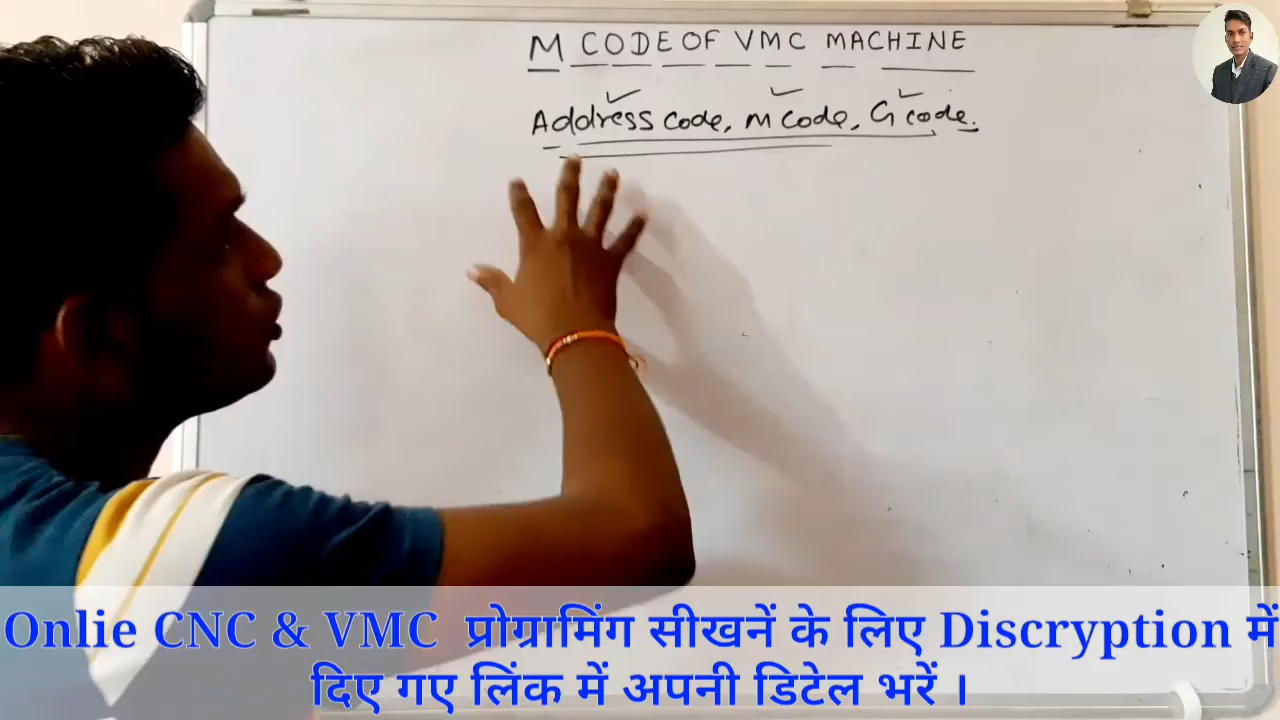 M CODE OF VMC MACHINE
Address code, M code, G code.
Onlie CNC & VMC प्रोग्रामिंग सीखनें के लिए Discryption में
दिए गए लिंक में अपनी डिटेल भरें ।